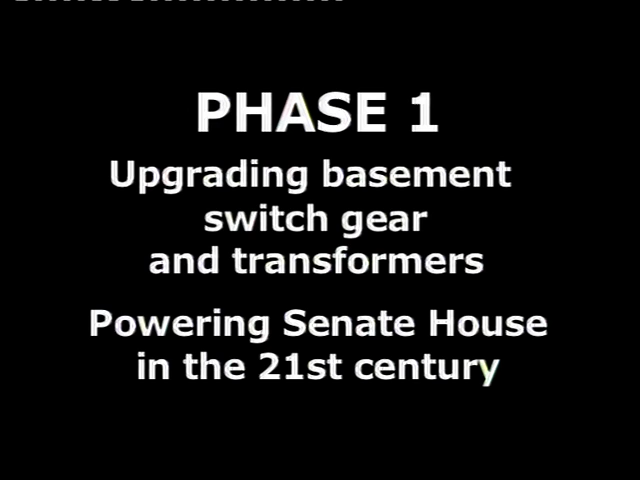 PHASE 1
Upgrading basement
switch gear
and transformers
Powering Senate House
in the 21st century